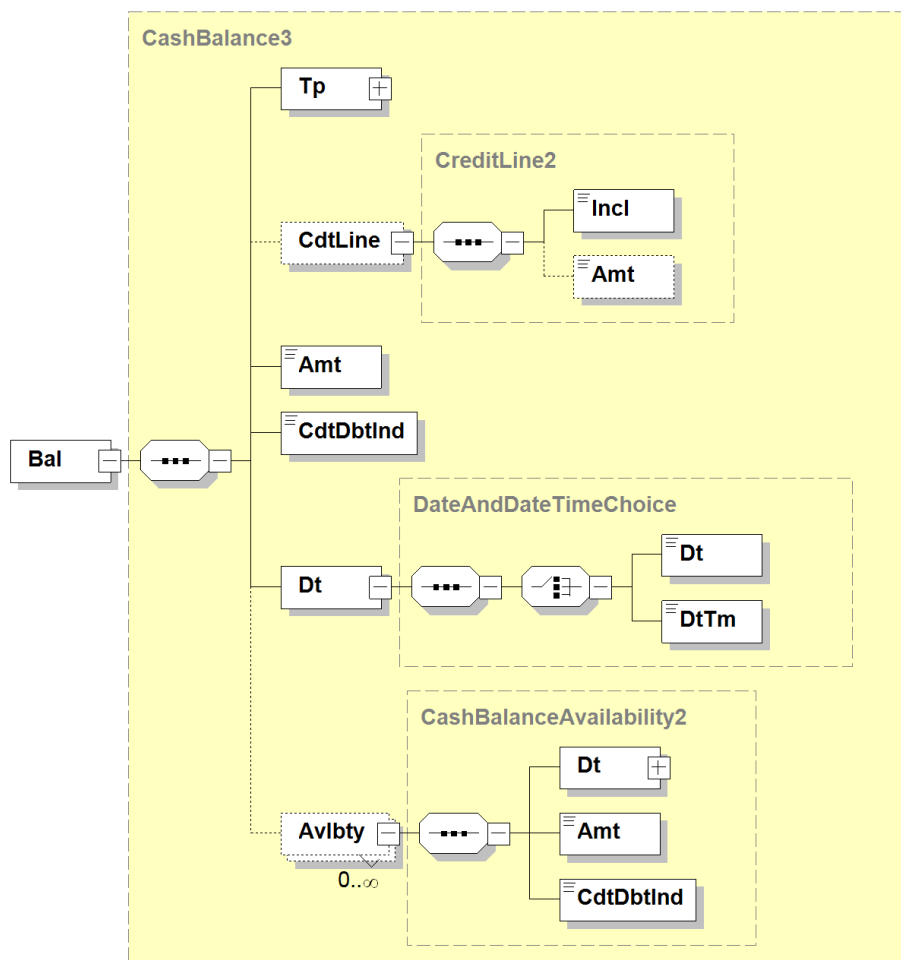 CashBalance3
Tp
CreditLine2
Incl
CdtLine
Amt
Amt
CdtDbtInd
Bal
DateAndDateTimeChoice
Dt
Dt
DtTm
CashBalanceAvailability2
Dt
Avlbty
Amt
0..∞
CdtDbtInd